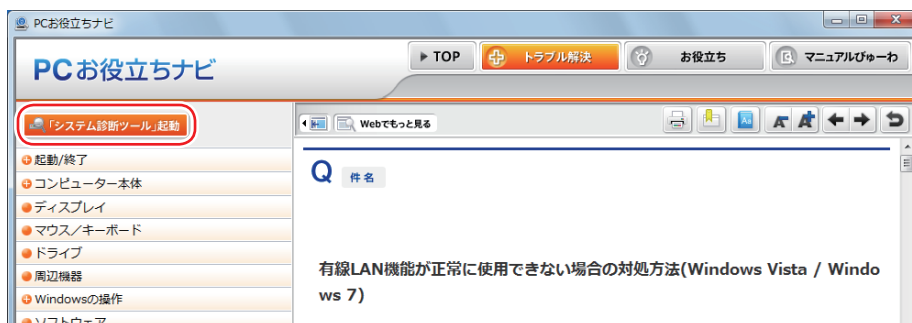 PCお役立ちナビ
PCお役立ちナビ
TOP
トラブル解決
お役立ち
マニュアルびゅーわ
「システム診断ツール」起動
Webでもっと見る
起動/終了
コンピューター本体
ディスプレイ
マウス/キーボード
ドライブ
周辺機器
Windowsの操作
ソフトウェア
Q 件名
有線LAN機能が正常に使用できない場合の対処方法(Windows Vista / Windo
ws 7)